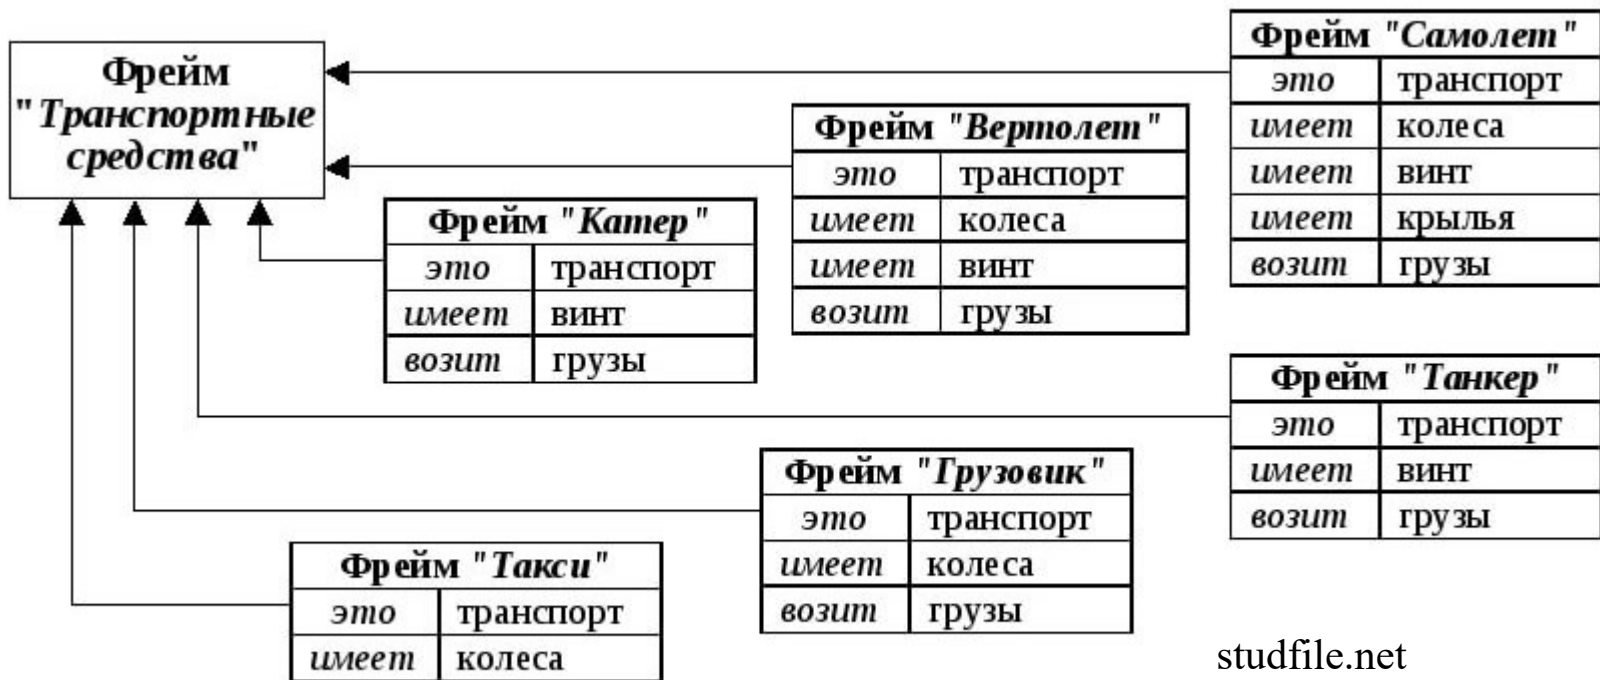 Фрейм
"Транспортные
средства"
Фрейм "Самолет"
это транспорт
имеет колеса
имеет винт
имеет крылья
возит грузы
Фрейм "Вертолет"
это транспорт
имеет колеса
имеет винт
возит грузы
Фрейм "Катер"
это транспорт
имеет винт
возит грузы
Фрейм "Танкер"
это транспорт
имеет винт
возит грузы
Фрейм "Грузовик"
это транспорт
имеет колеса
возит грузы
Фрейм "Такси"
это транспорт
имеет колеса
studfile.net